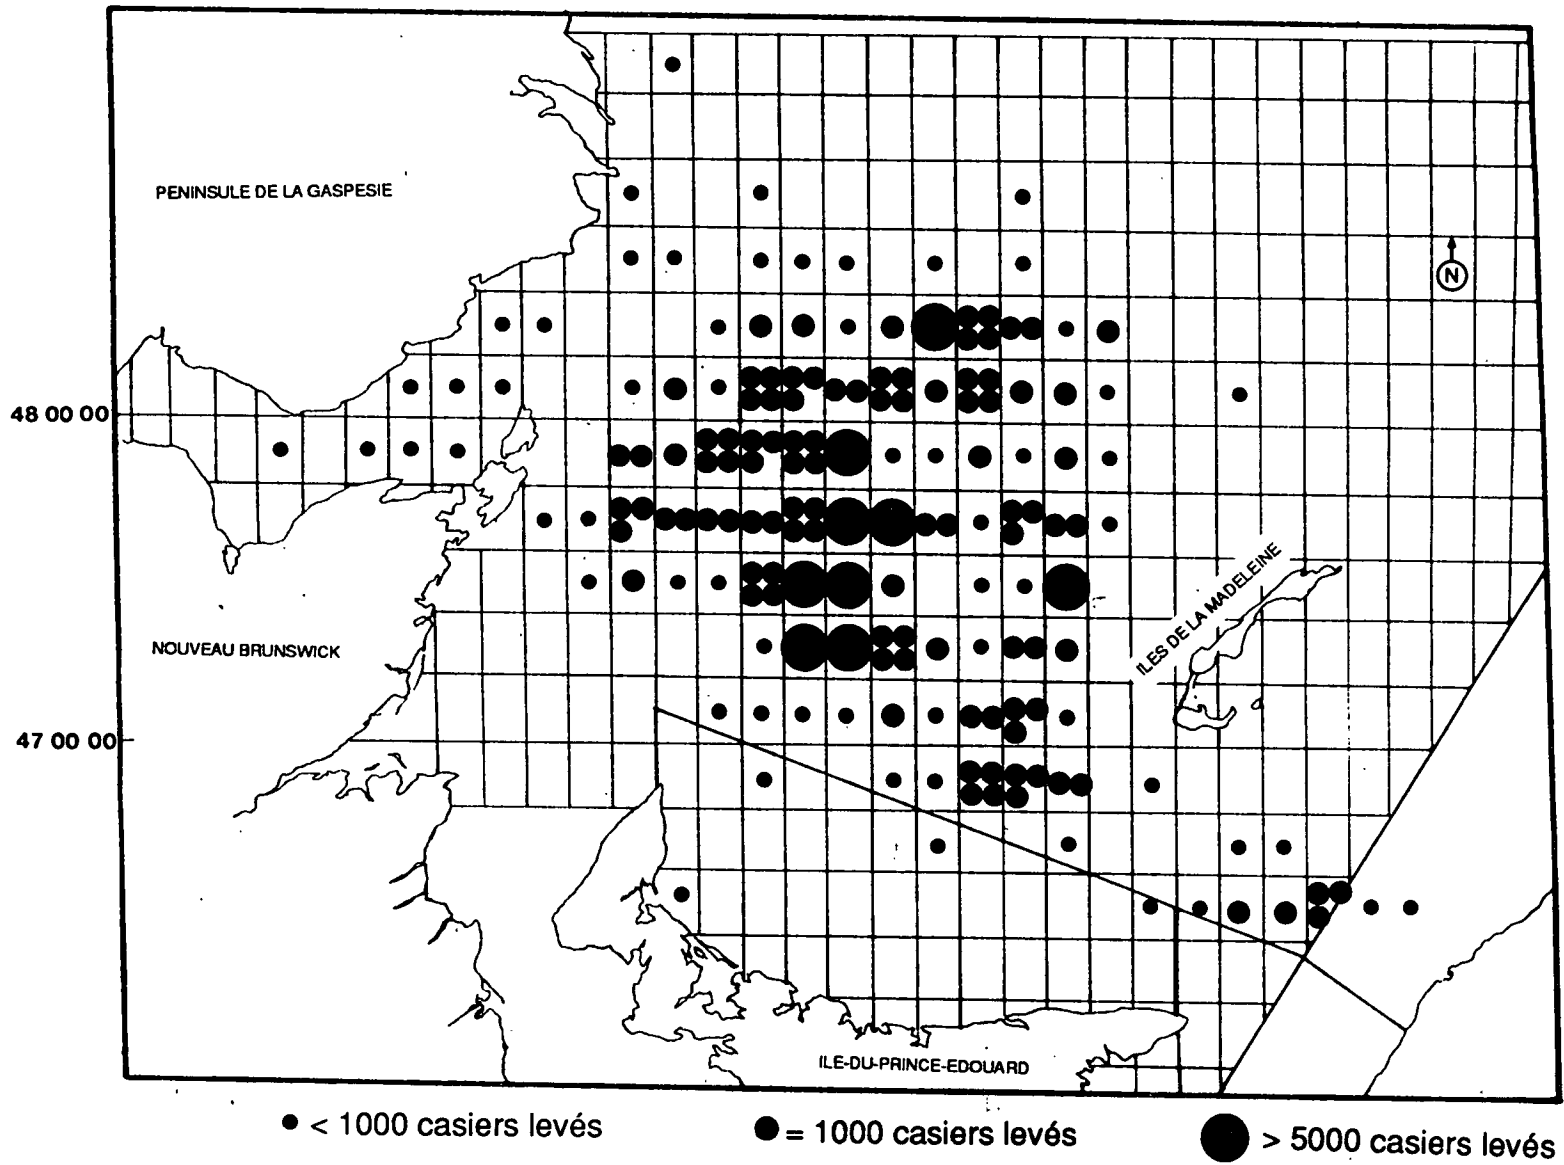 PENINSULE DE LA GASPESIE
N
48 00 00
ILES DE LA MADELEINE
NOUVEAU BRUNSWICK
47 00 00
ILE-DU-PRINCE-EDOUARD
< 1000 casiers levés
= 1000 casiers levés
> 5000 casiers levés